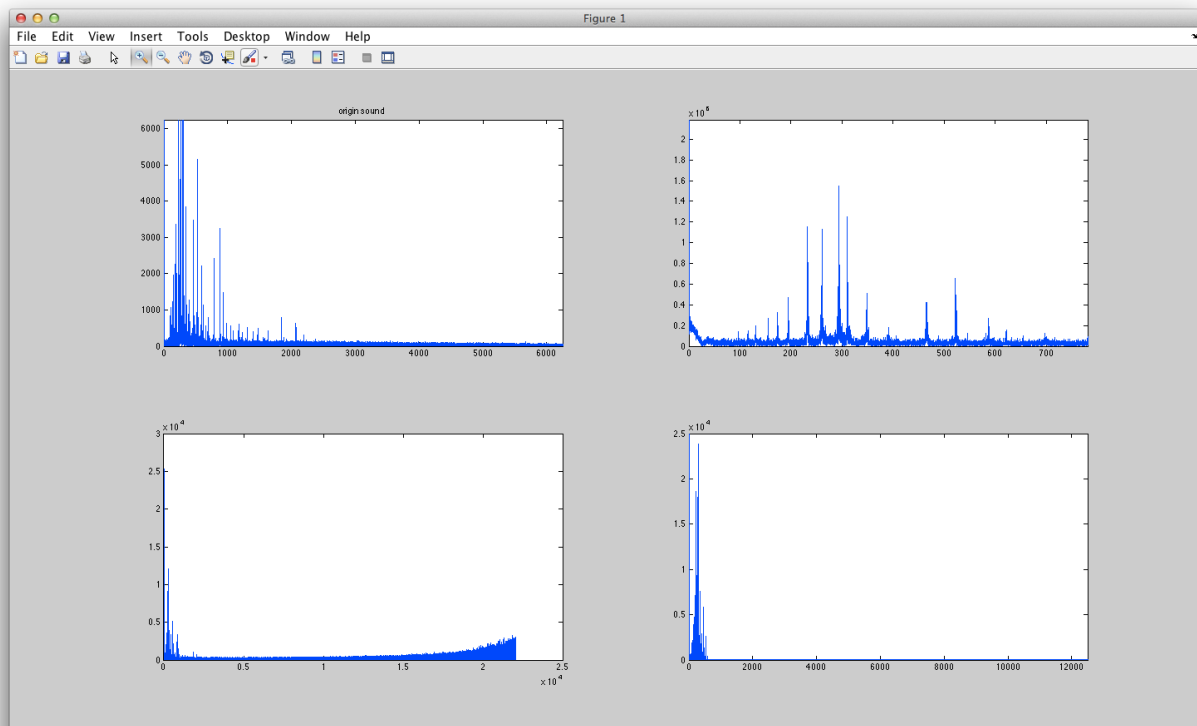 Figure 1
File Edit View Insert Tools Desktop Window Help
origin sound
6000
5000
4000
3000
2000
1000
0
0 1000 2000 3000 4000 5000 6000
x 10⁶
2
1.8
1.6
1.4
1.2
1
0.8
0.6
0.4
0.2
0
0 100 200 300 400 500 600 700
x 10⁴
3
2.5
2
1.5
1
0.5
0
0 0.5 1 1.5 2 2.5
x 10⁴
x 10⁴
2.5
2
1.5
1
0.5
0
0 2000 4000 6000 8000 10000 12000